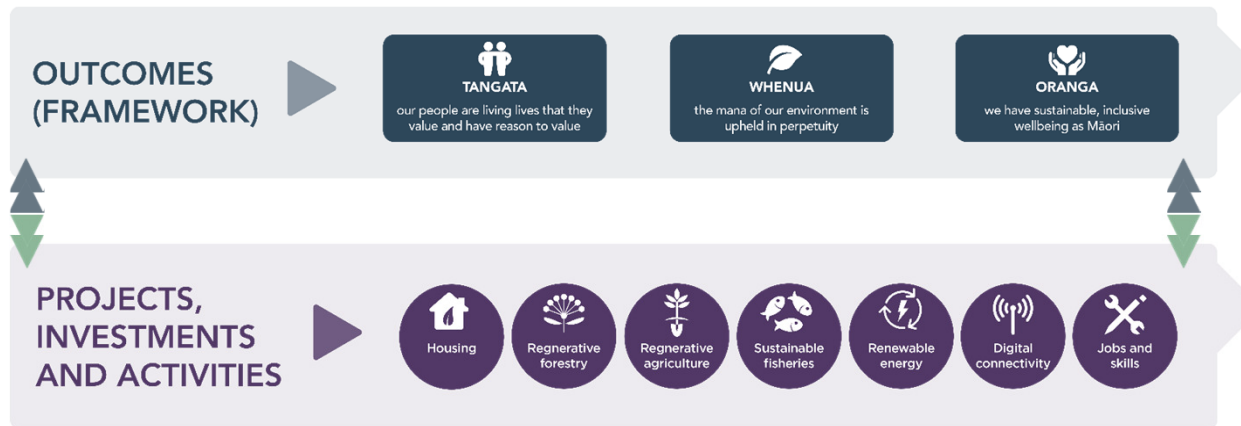 OUTCOMES
(FRAMEWORK)
TANGATA
our people are living lives that they
value and have reason to value
WHENUA
the mana of our environment is
upheld in perpetuity
ORANGA
we have sustainable, inclusive
wellbeing as Māori
PROJECTS,
INVESTMENTS
AND ACTIVITIES
Housing
Regnerative
forestry
Regnerative
agriculture
Sustainable
fisheries
Renewable
energy
Digital
connectivity
Jobs and
skills